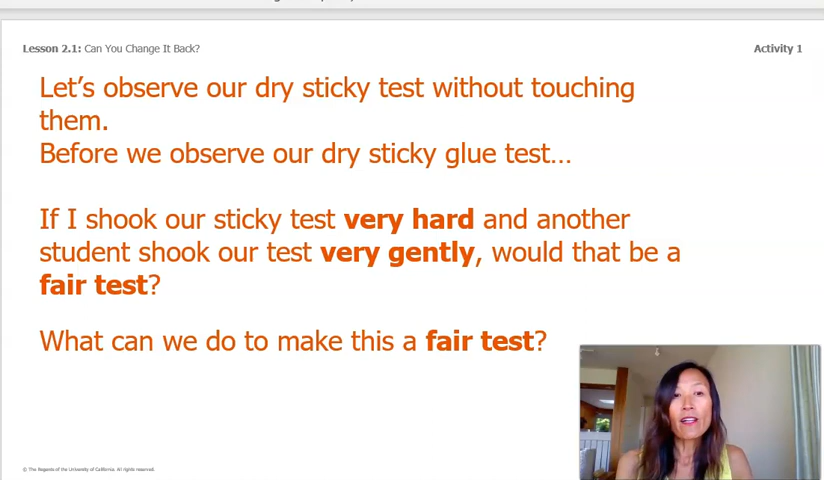 Lesson 2.1: Can You Change It Back?
Activity 1
Let's observe our dry sticky test without touching
them.
Before we observe our dry sticky glue test...
If I shook our sticky test very hard and another
student shook our test very gently, would that be a
fair test?
What can we do to make this a fair test?
© The Regents of the University of California. All rights reserved.